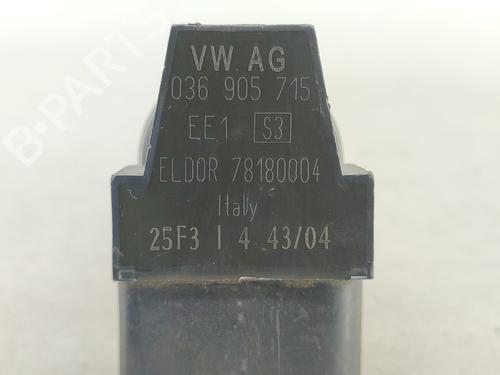 VW AG
036 905 715
EE1 S3
ELDOR 78180004
Italy
25F3 I 4 43/04
B-PARTS